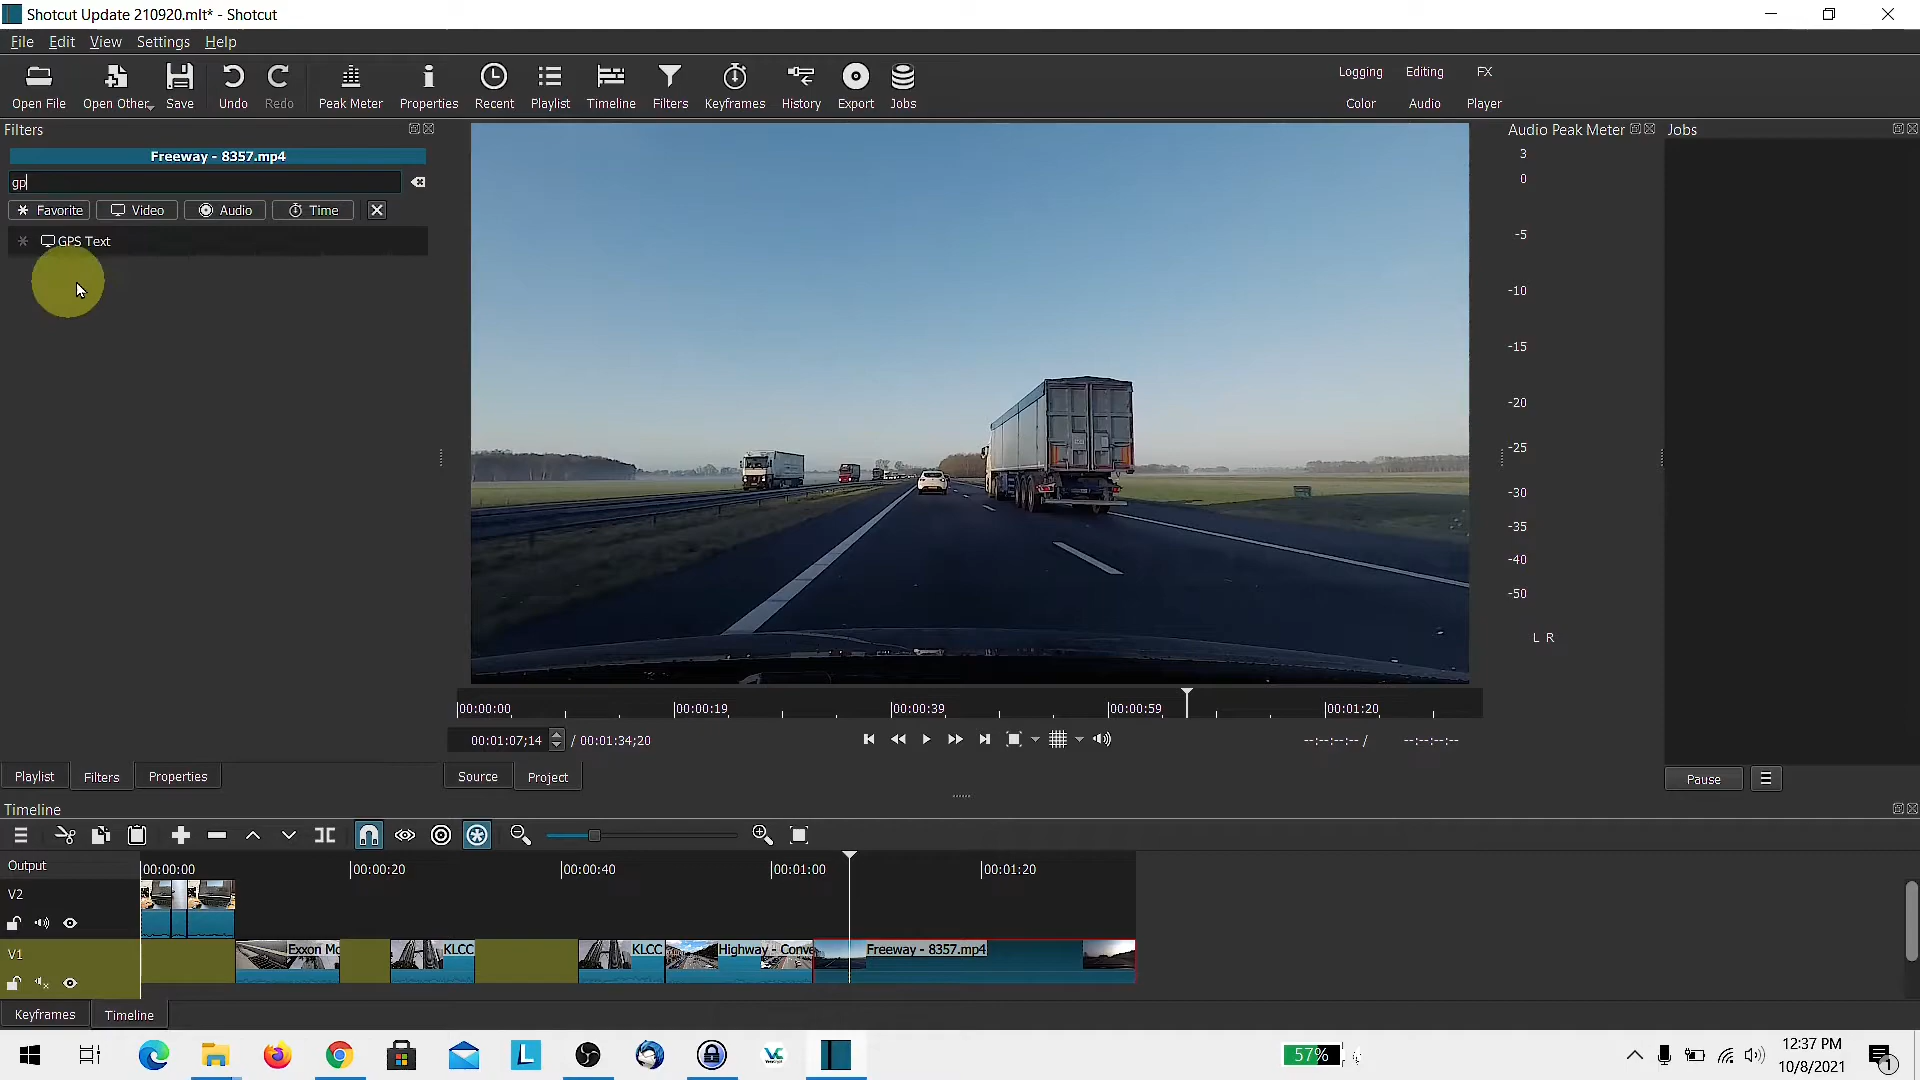 Shotcut Update 210920.mlt* - Shotcut
File Edit View Settings Help
Open File Open Other Save Undo Redo Peak Meter Properties Recent Playlist Timeline Filters Keyframes History Export Jobs
Logging Editing FX
Color Audio Player
Filters
Freeway - 8357.mp4
gp
Favorite Video Audio Time
GPS Text
Audio Peak Meter
3
0
-5
-10
-15
-20
-25
-30
-35
-40
-50
L R
Jobs
Pause
00:00:00 00:00:19 00:00:39 00:00:59 00:01:20
00:01:07;14 / 00:01:34;20
--:--:--:-- / --:--:--:--
Playlist Filters Properties
Source Project
Timeline
Output
00:00:00 00:00:20 00:00:40 00:01:00 00:01:20
V2
V1
Exxon Mo KLCC KLCC Highway - Conve Freeway - 8357.mp4
Keyframes Timeline
57%
12:37 PM
10/8/2021
1